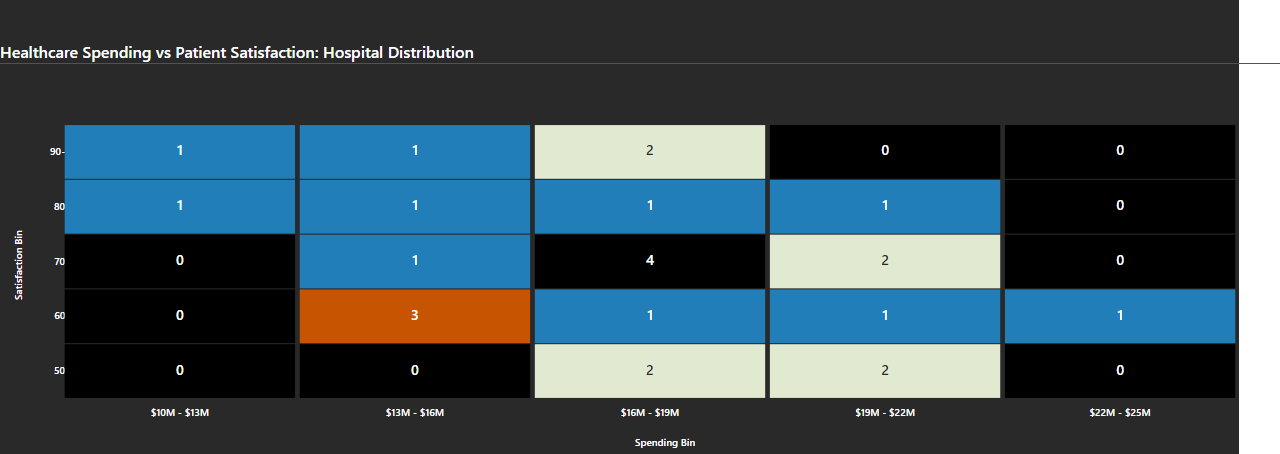 Healthcare Spending vs Patient Satisfaction: Hospital Distribution
90- 1 1 2 0 0
80 1 1 1 1 0
70 0 1 4 2 0
60 0 3 1 1 1
50 0 0 2 2 0
Satisfaction Bin
$10M - $13M $13M - $16M $16M - $19M $19M - $22M $22M - $25M
Spending Bin